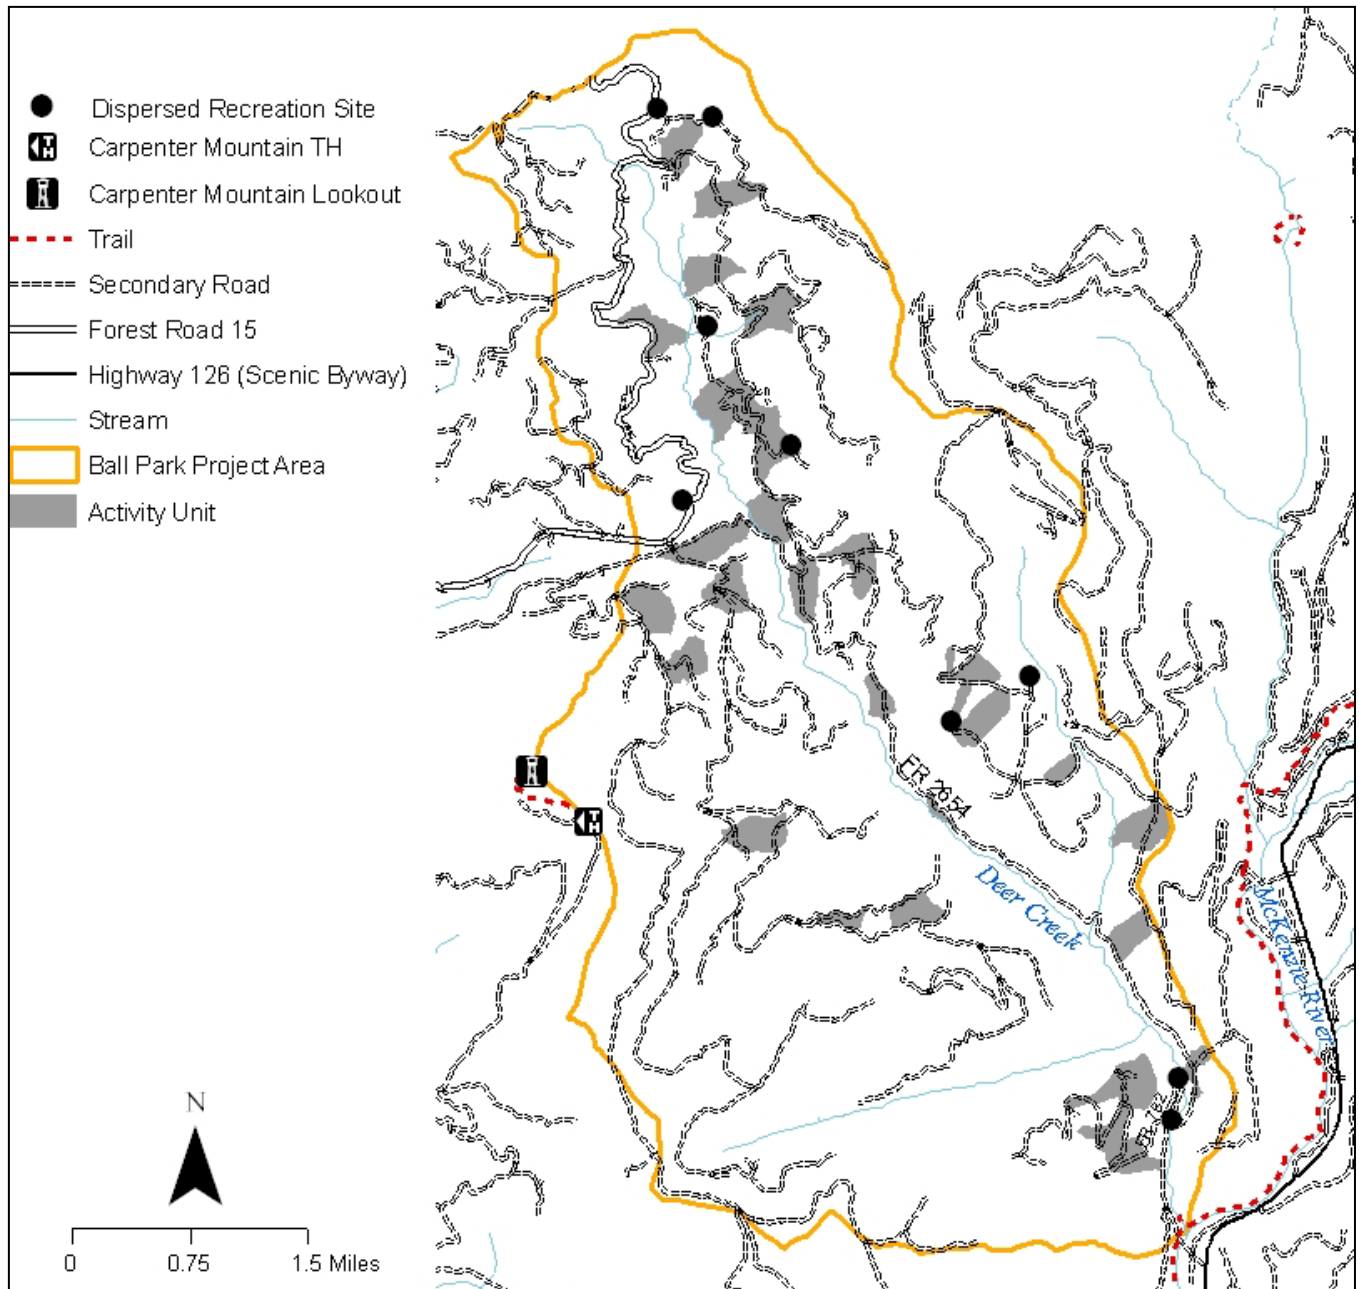 Dispersed Recreation Site
Carpenter Mountain TH
Carpenter Mountain Lookout
Trail
Secondary Road
Forest Road 15
Highway 126 (Scenic Byway)
Stream
Ball Park Project Area
Activity Unit
FR 2654
Deer Creek
McKenzie River
N
0 0.75 1.5 Miles
TH